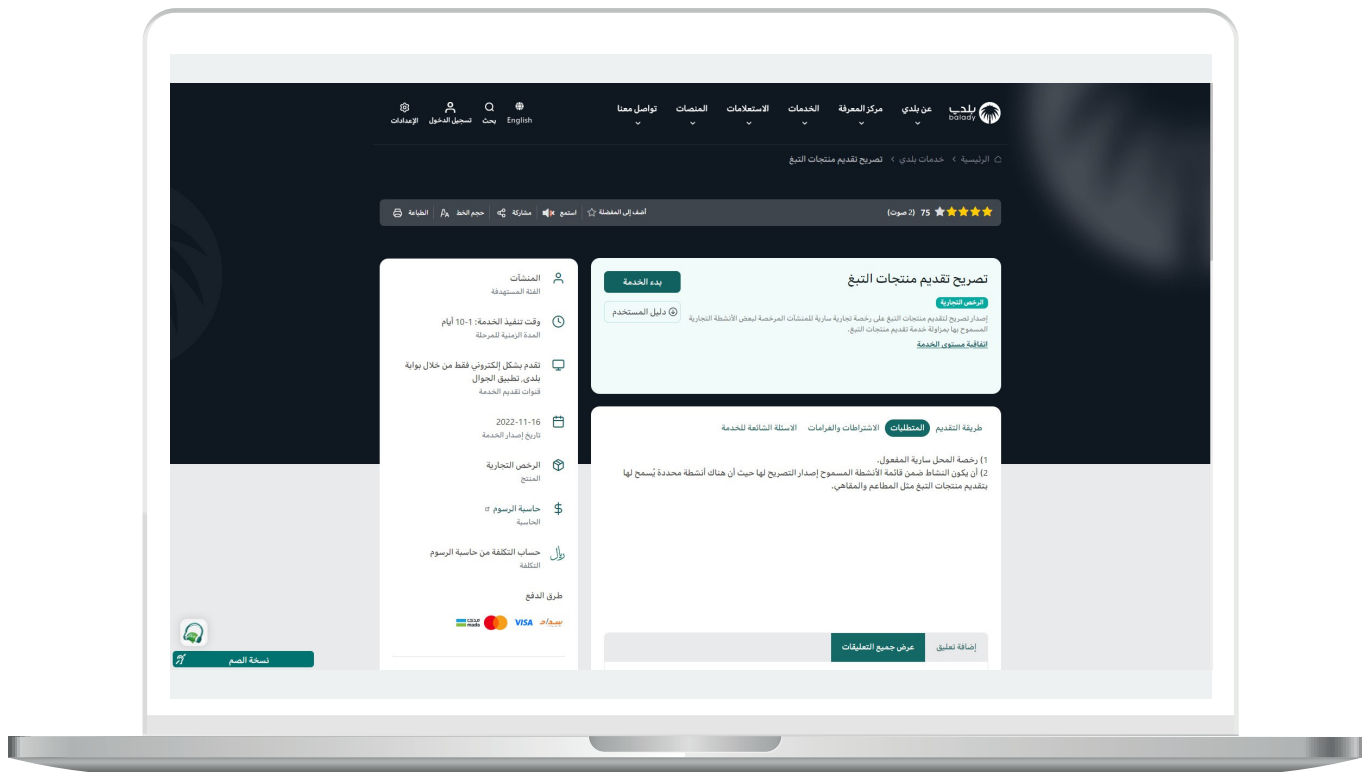 بلدي
balady
عن بلدي
مركز المعرفة
الخدمات
الاستعلامات
المنصات
تواصل معنا
English
بحث
تسجيل الدخول
الإعدادات
الرئيسية > خدمات بلدي > تصريح تقديم منتجات التبغ
75 (2 صوت)
أضف إلى المفضلة
استمع
مشاركة
حجم الخط
الطباعة
تصريح تقديم منتجات التبغ
الرخص التجارية
إصدار تصريح لتقديم منتجات التبغ على رخصة تجارية سارية للمنشآت المرخصة لبعض الأنشطة التجارية
المسموح بها بمزاولة خدمة تقديم منتجات التبغ.
اتفاقية مستوى الخدمة
بدء الخدمة
دليل المستخدم
طريقة التقديم
المتطلبات
الاشتراطات والغرامات
الاسئلة الشائعة للخدمة
1) رخصة المحل سارية المفعول.
2) أن يكون النشاط ضمن قائمة الأنشطة المسموح إصدار التصريح لها حيث أن هناك أنشطة محددة يُسمح لها
بتقديم منتجات التبغ مثل المطاعم والمقاهي.
إضافة تعليق
عرض جميع التعليقات
المنشآت
الفئة المستهدفة
وقت تنفيذ الخدمة: 1-10 أيام
المدة الزمنية للمرحلة
تقدم بشكل إلكتروني فقط من خلال بوابة
بلدي, تطبيق الجوال
قنوات تقديم الخدمة
2022-11-16
تاريخ إصدار الخدمة
الرخص التجارية
المنتج
حاسبة الرسوم
الحاسبة
حساب التكلفة من حاسبة الرسوم
التكلفة
طرق الدفع
سداد
VISA
مدى
mada
نسخة الصم